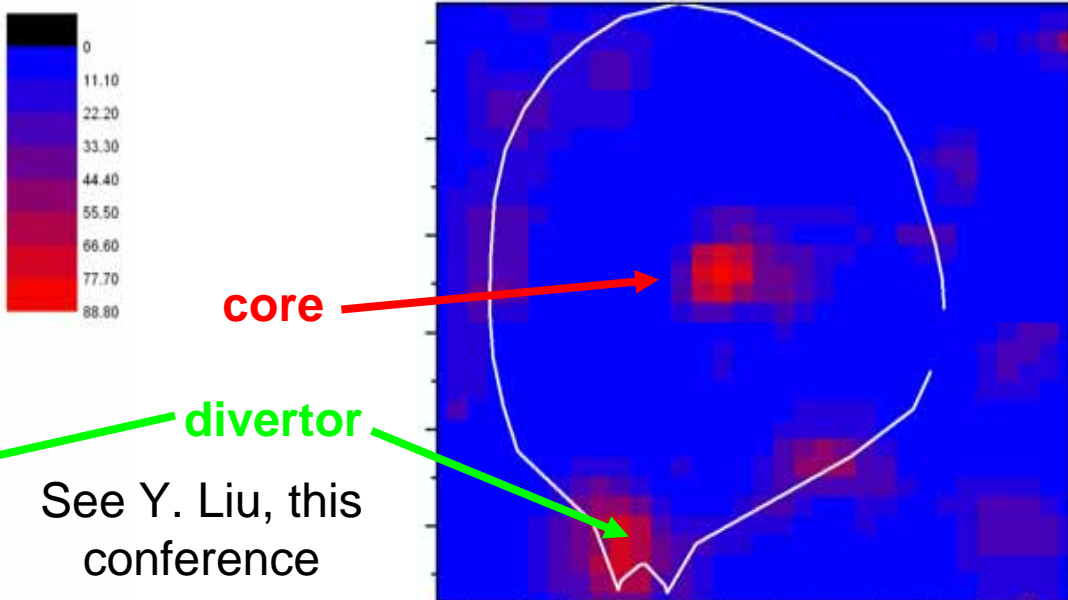 0
11.10
22.20
33.30
44.40
55.50
66.60
77.70
88.80
core
divertor
See Y. Liu, this
conference